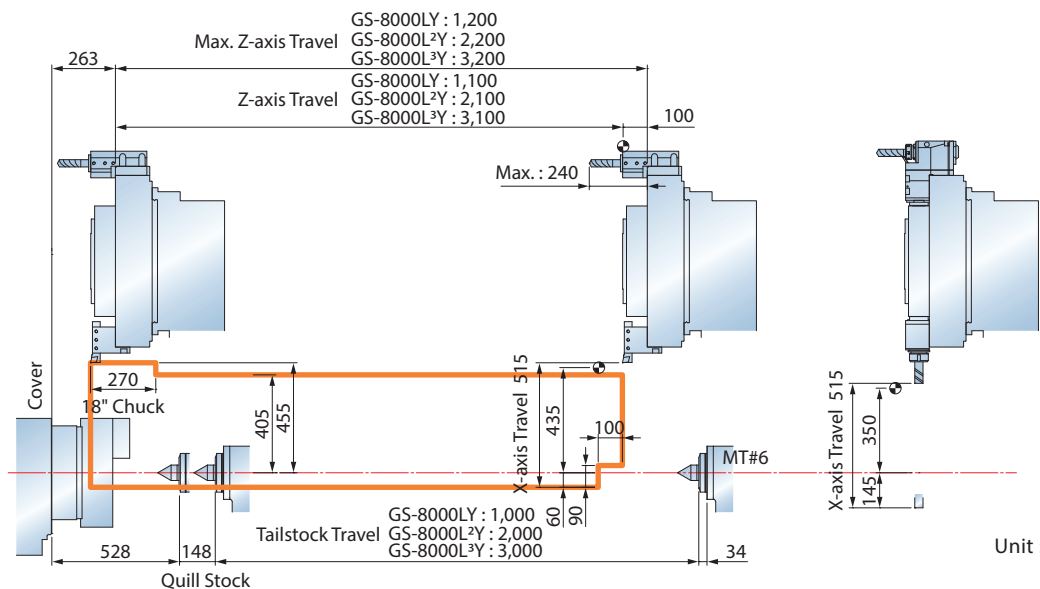 GS-8000LY : 1,200
Max. Z-axis Travel GS-8000L²Y : 2,200
GS-8000L³Y : 3,200
263
GS-8000LY : 1,100
Z-axis Travel GS-8000L²Y : 2,100
GS-8000L³Y : 3,100
100
Max. : 240
Cover
270
18" Chuck
405
455
X-axis Travel 515
435
100
60
90
MT#6
X-axis Travel 515
350
145
GS-8000LY : 1,000
Tailstock Travel GS-8000L²Y : 2,000
GS-8000L³Y : 3,000
528
148
34
Quill Stock
Unit